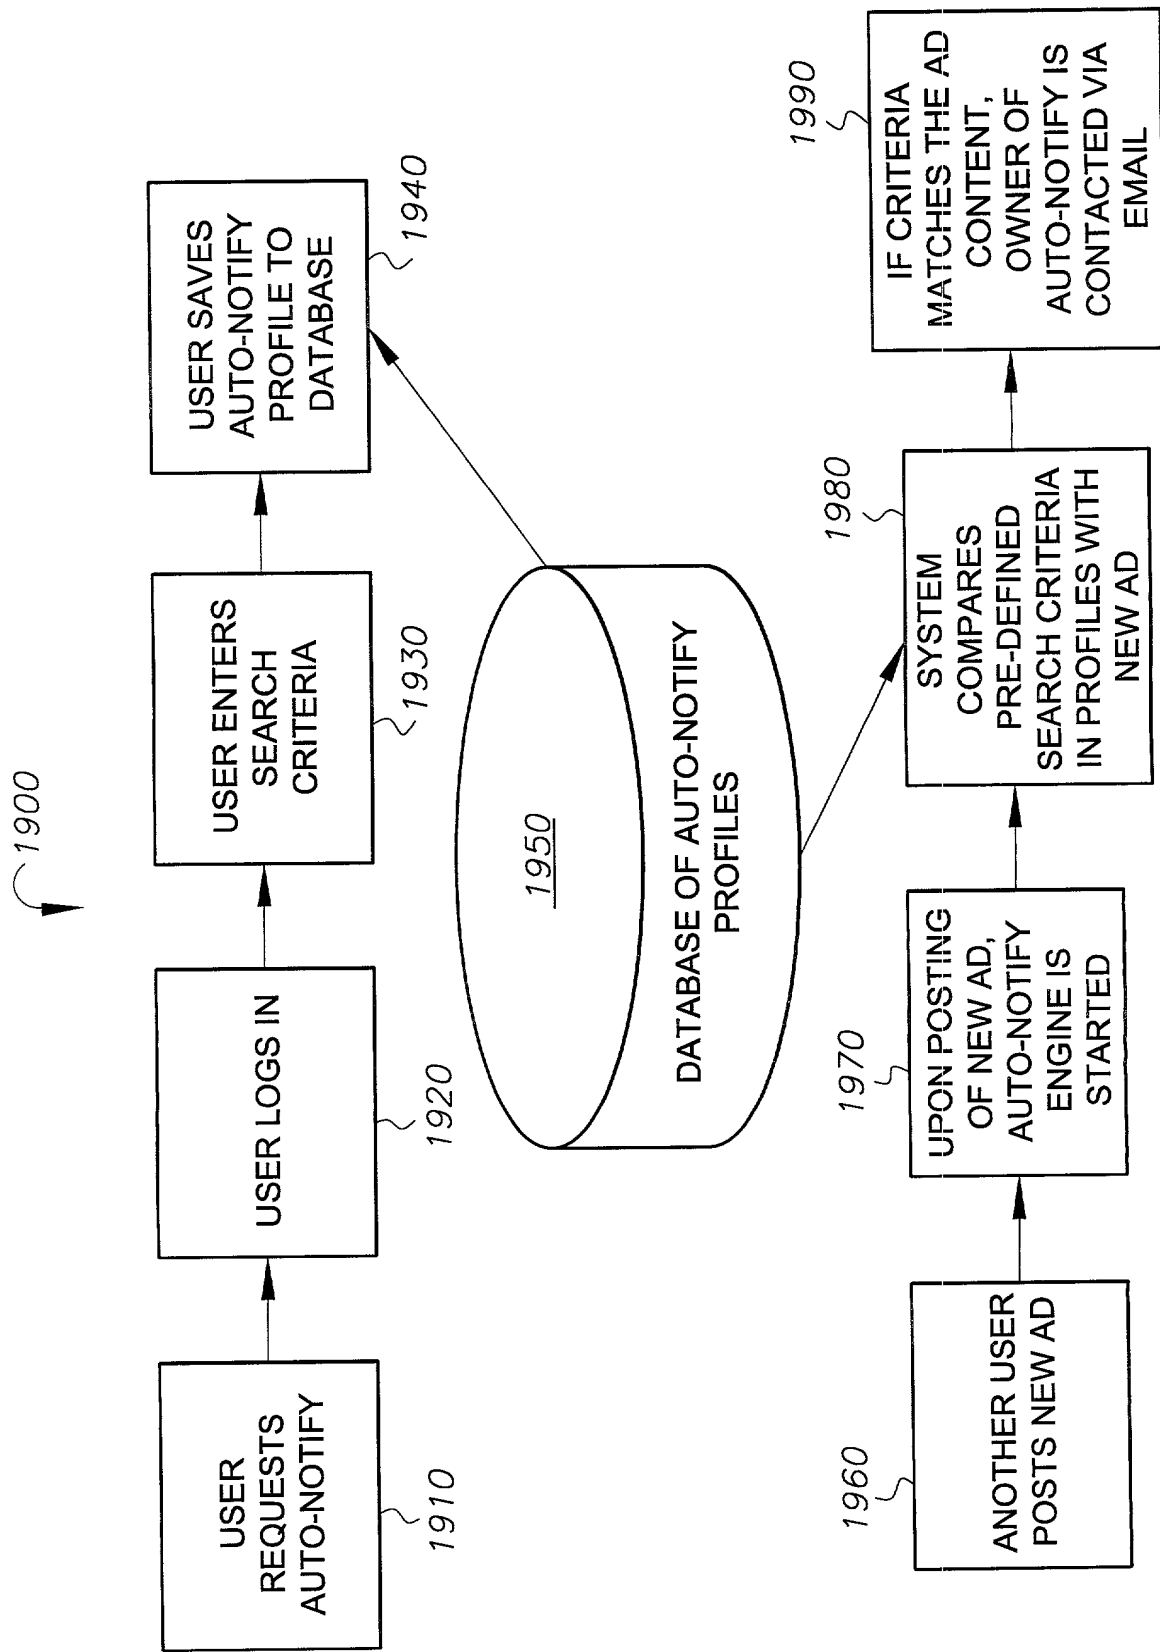 1900
USER
REQUESTS
AUTO-NOTIFY
1910
USER LOGS IN
1920
USER ENTERS
SEARCH
CRITERIA
1930
USER SAVES
AUTO-NOTIFY
PROFILE TO
DATABASE
1940
1950
DATABASE OF AUTO-NOTIFY
PROFILES
1960
ANOTHER USER
POSTS NEW AD
1970
UPON POSTING
OF NEW AD,
AUTO-NOTIFY
ENGINE IS
STARTED
1980
SYSTEM
COMPARES
PRE-DEFINED
SEARCH CRITERIA
IN PROFILES WITH
NEW AD
1990
IF CRITERIA
MATCHES THE AD
CONTENT,
OWNER OF
AUTO-NOTIFY IS
CONTACTED VIA
EMAIL